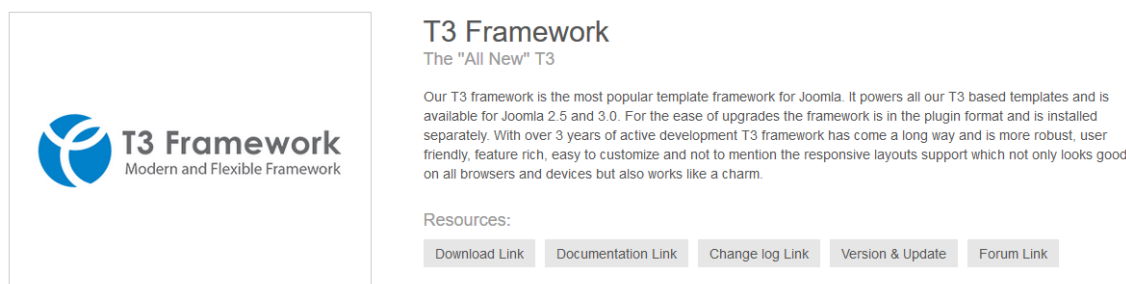 T3 Framework
Modern and Flexible Framework
T3 Framework
The "All New" T3
Our T3 framework is the most popular template framework for Joomla. It powers all our T3 based templates and is
available for Joomla 2.5 and 3.0. For the ease of upgrades the framework is in the plugin format and is installed
separately. With over 3 years of active development T3 framework has come a long way and is more robust, user
friendly, feature rich, easy to customize and not to mention the responsive layouts support which not only looks good
on all browsers and devices but also works like a charm.
Resources:
Download Link Documentation Link Change log Link Version & Update Forum Link